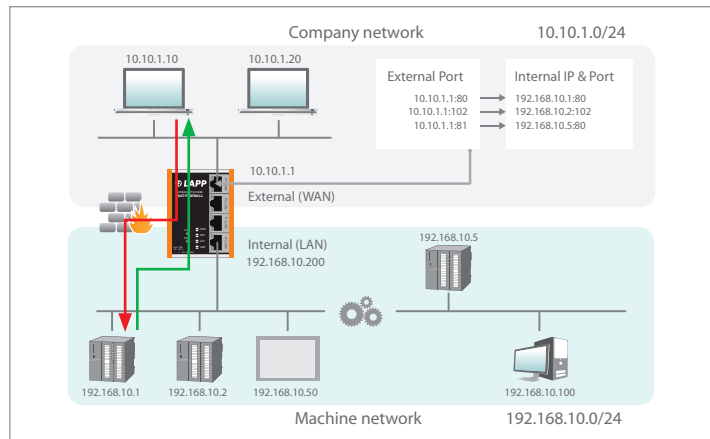 Company network
10.10.1.0/24
10.10.1.10
10.10.1.20
External Port
Internal IP & Port
10.10.1.1:80
192.168.10.1:80
10.10.1.1:102
192.168.10.2:102
10.10.1.1:81
192.168.10.5:80
10.10.1.1
LAPP
External (WAN)
Internal (LAN)
192.168.10.200
192.168.10.5
192.168.10.1
192.168.10.2
192.168.10.50
192.168.10.100
Machine network
192.168.10.0/24